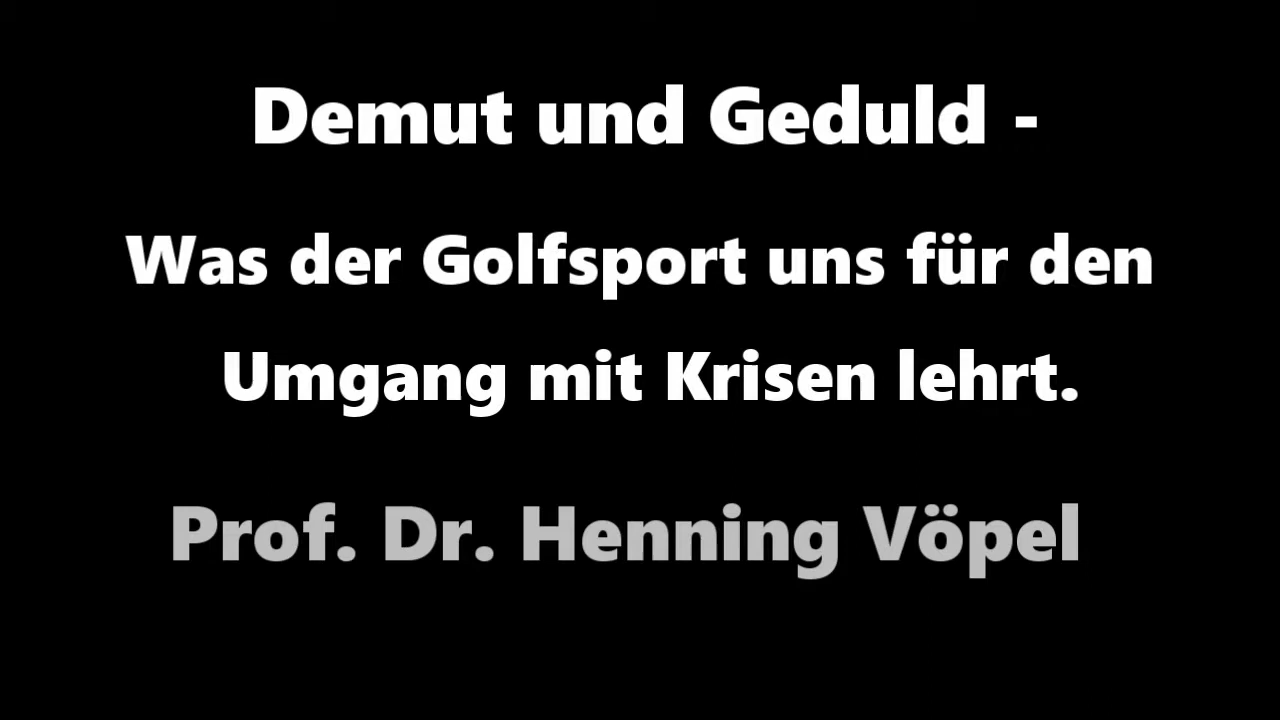 Demut und Geduld -
Was der Golfsport uns für den
Umgang mit Krisen lehrt.
Prof. Dr. Henning Vöpel